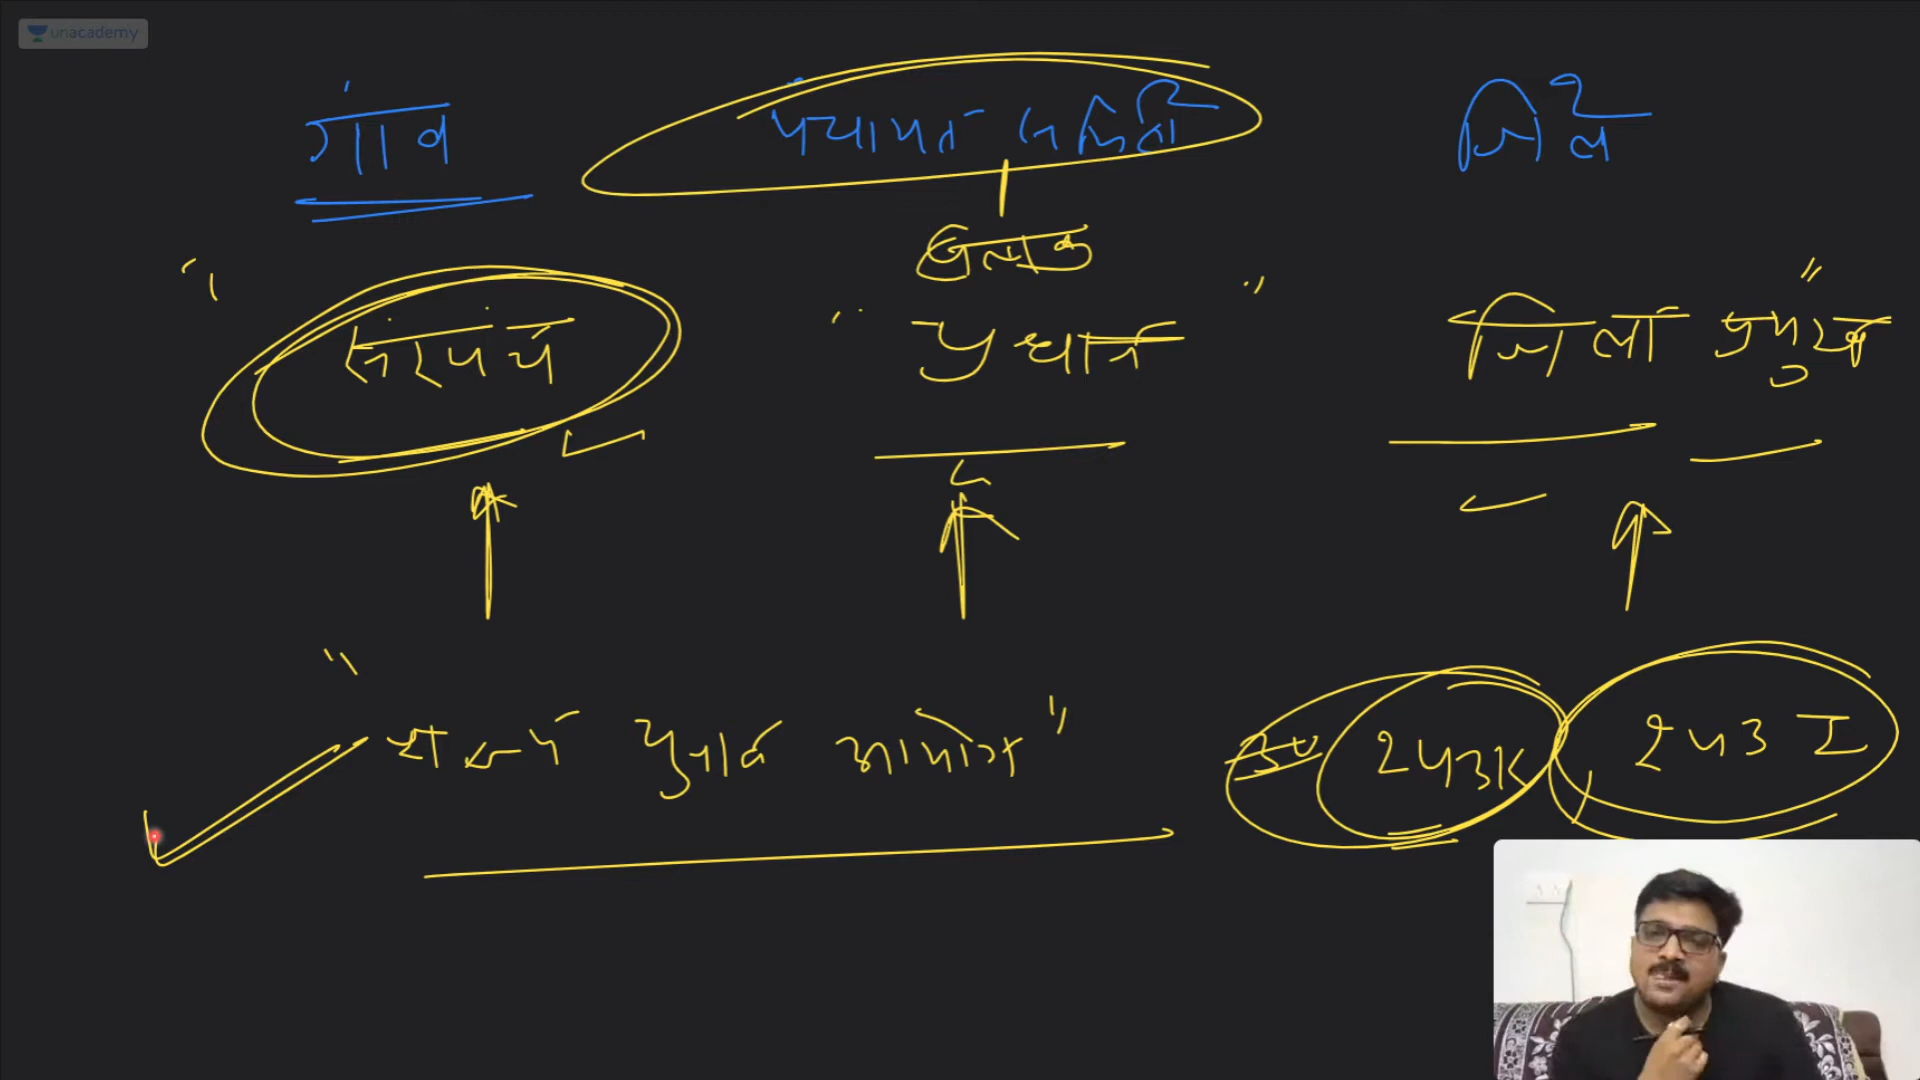 unacademy
गांव पंचायत समिति जिले
ब्लाक
"सरपंच" "प्रधान" जिला प्रमुख"
"राज्य चुनाव आयोग" 243K 243 I